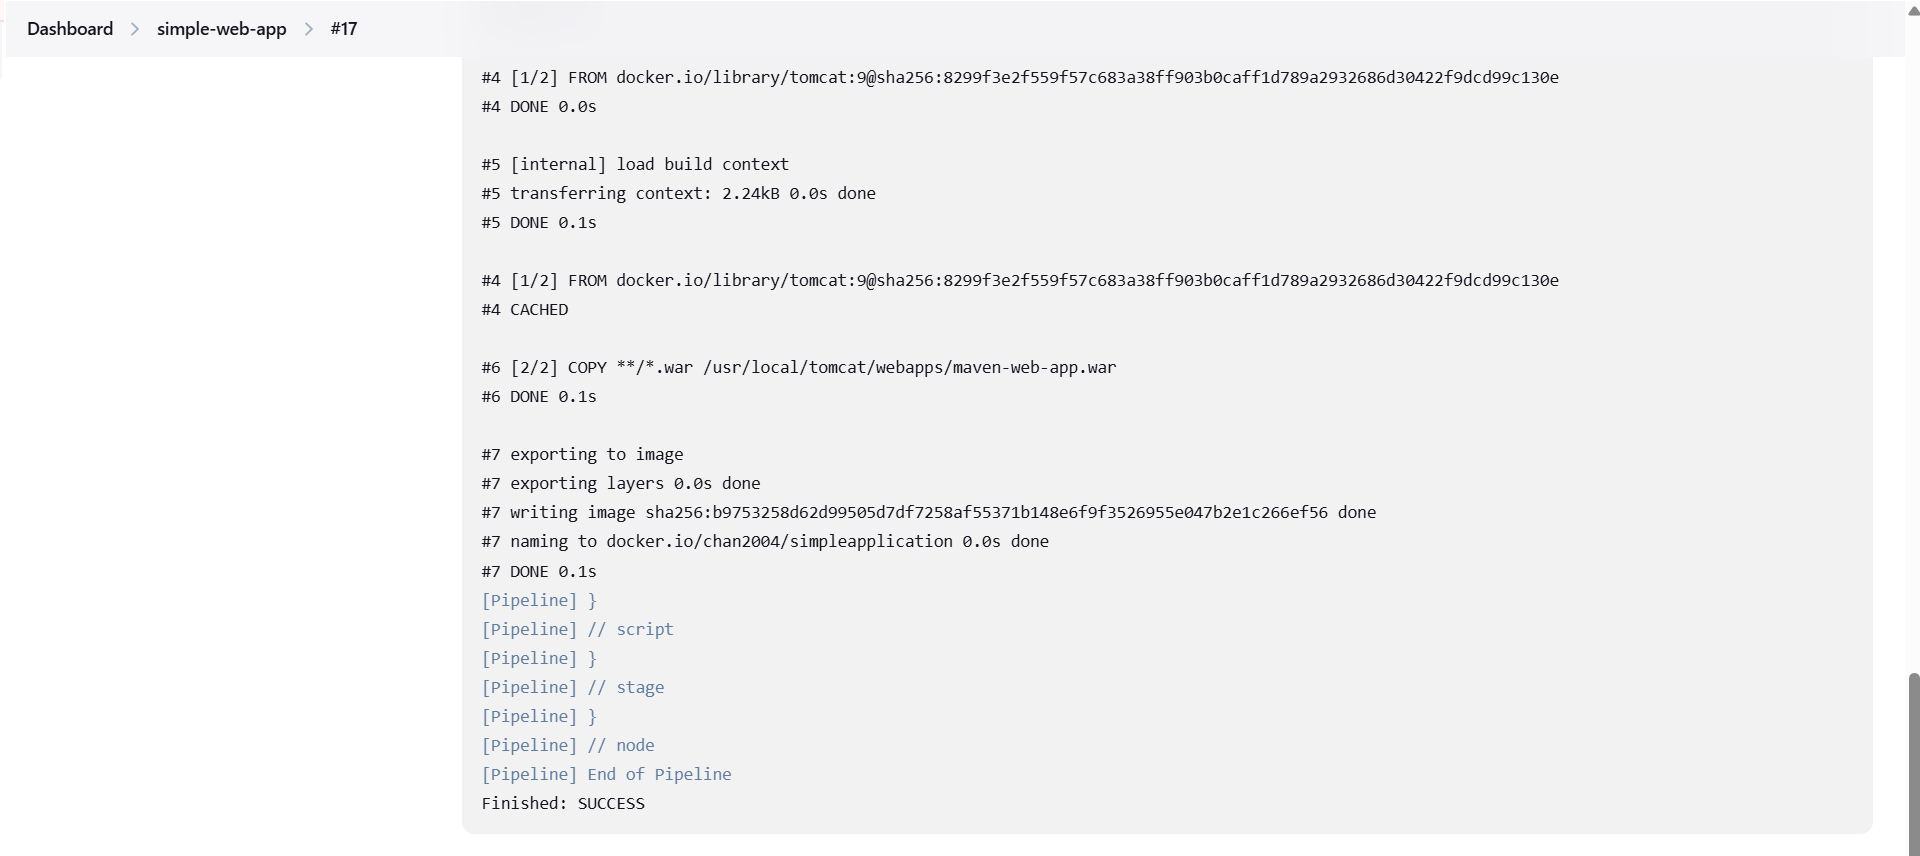 Dashboard > simple-web-app > #17
#4 [1/2] FROM docker.io/library/tomcat:9@sha256:8299f3e2f559f57c683a38ff903b0caff1d789a2932686d30422f9dcd99c130e
#4 DONE 0.0s
#5 [internal] load build context
#5 transferring context: 2.24kB 0.0s done
#5 DONE 0.1s
#4 [1/2] FROM docker.io/library/tomcat:9@sha256:8299f3e2f559f57c683a38ff903b0caff1d789a2932686d30422f9dcd99c130e
#4 CACHED
#6 [2/2] COPY **/*.war /usr/local/tomcat/webapps/maven-web-app.war
#6 DONE 0.1s
#7 exporting to image
#7 exporting layers 0.0s done
#7 writing image sha256:b9753258d62d99505d7df7258af55371b148e6f9f3526955e047b2e1c266ef56 done
#7 naming to docker.io/chan2004/simpleapplication 0.0s done
#7 DONE 0.1s
[Pipeline] }
[Pipeline] // script
[Pipeline] }
[Pipeline] // stage
[Pipeline] }
[Pipeline] // node
[Pipeline] End of Pipeline
Finished: SUCCESS